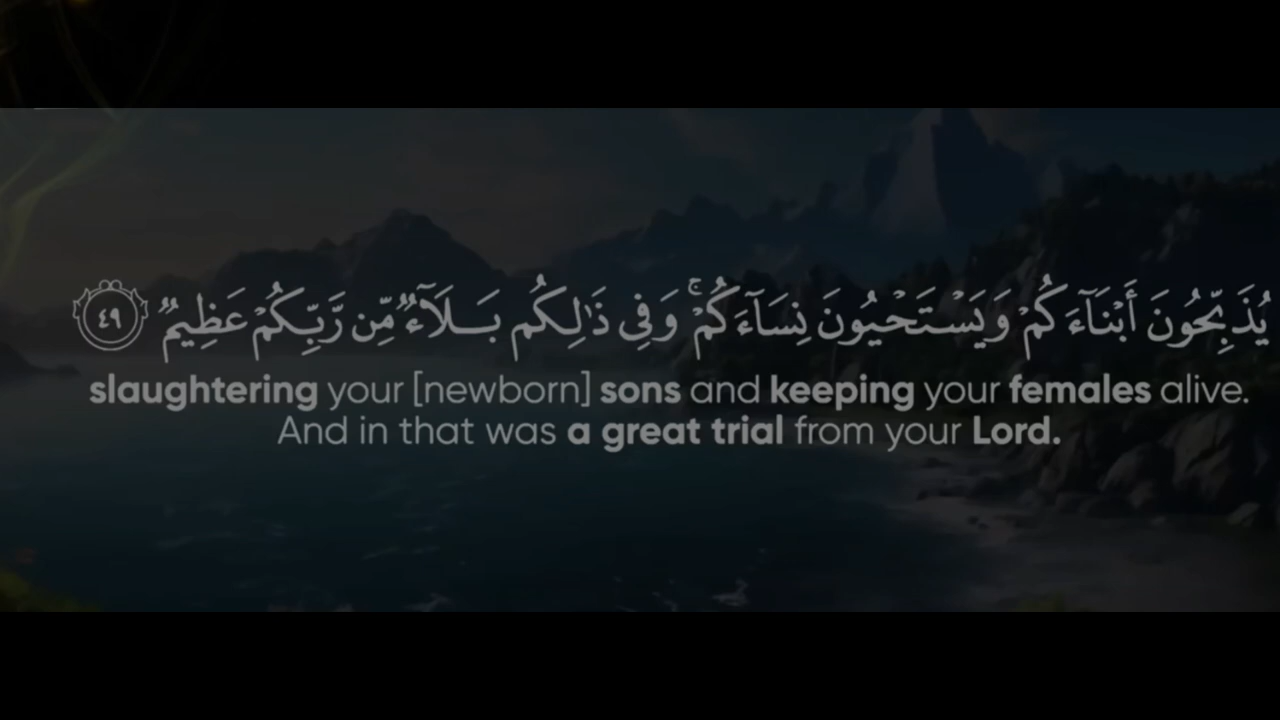 يُذَبِّحُونَ أَبْنَآءَكُمْ وَيَسْتَحْيُونَ نِسَآءَكُمْ ۚ وَفِى ذَٰلِكُم بَلَآءٌ مِّن رَّبِّكُمْ عَظِيمٌ ٤٩
slaughtering your [newborn] sons and keeping your females alive.
And in that was a great trial from your Lord.